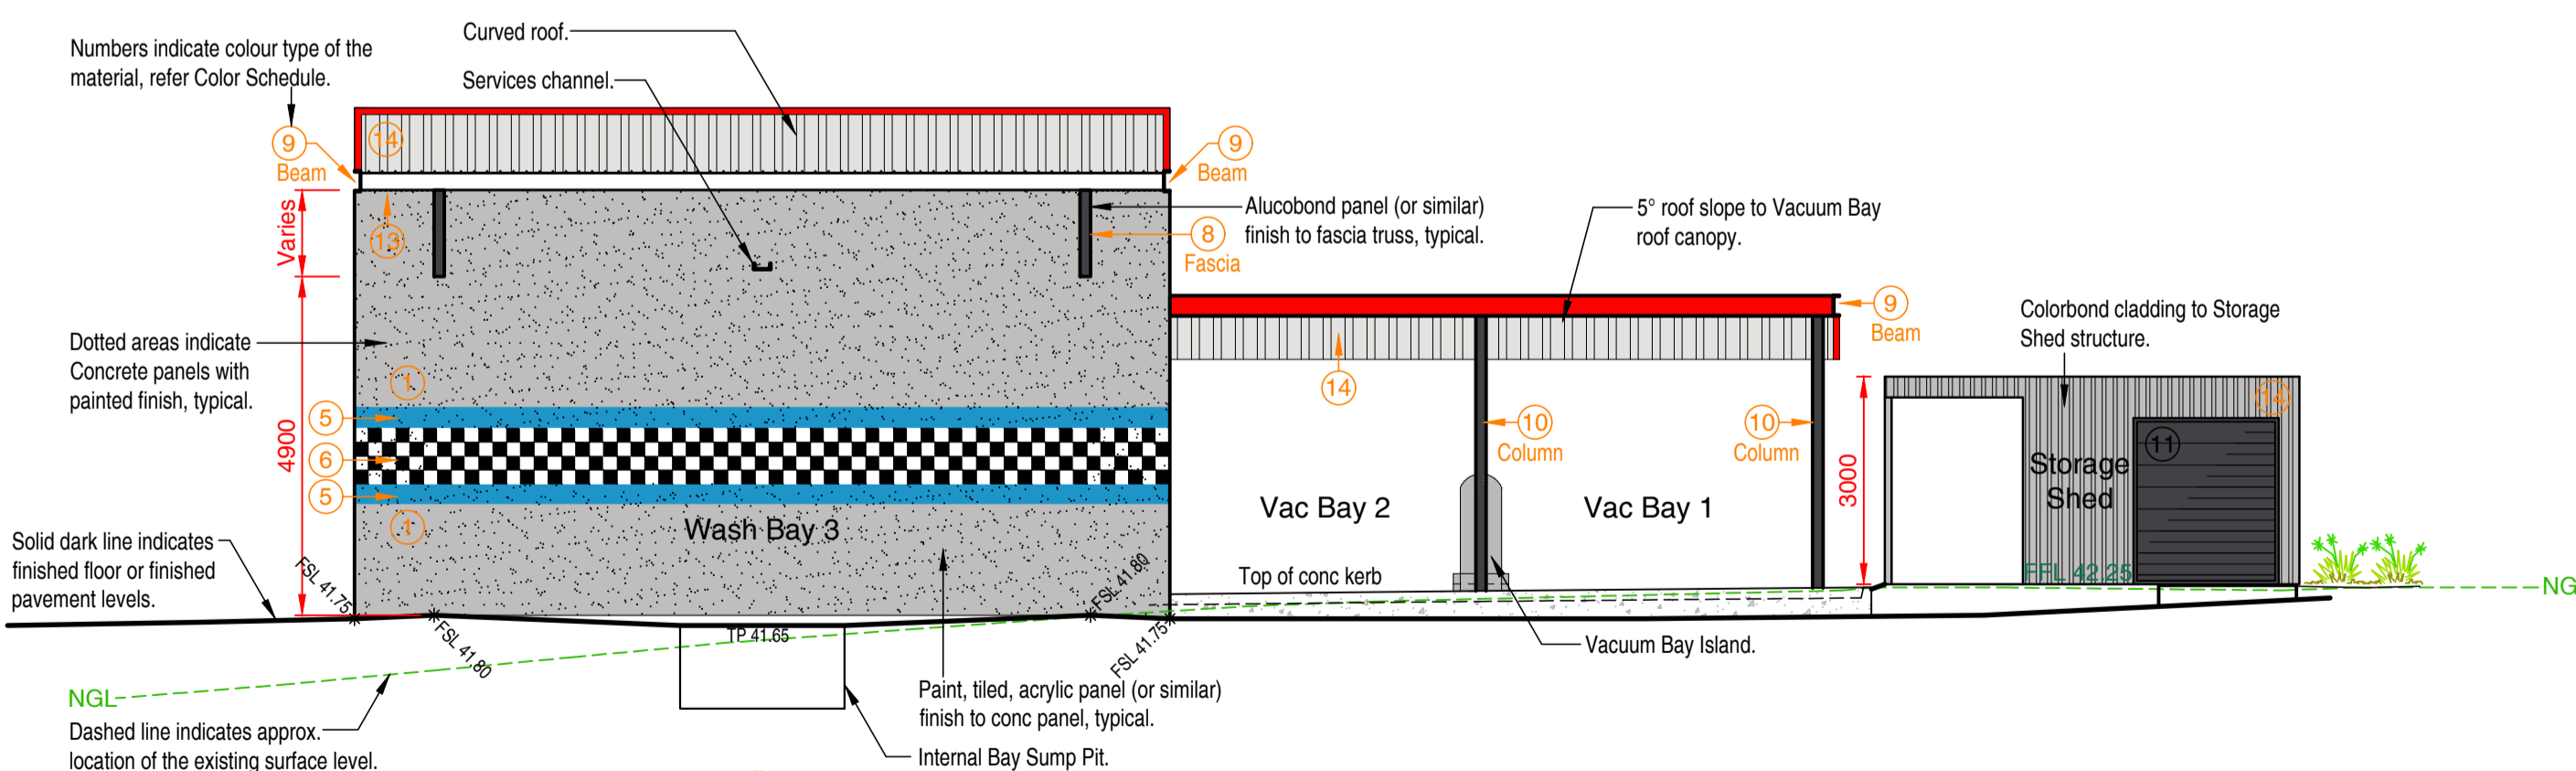 Numbers indicate colour type of the
material, refer Color Schedule.
Curved roof.
Services channel.
9
Beam
14
9
Beam
Varies
13
Alucobond panel (or similar)
finish to fascia truss, typical.
8
Fascia
5° roof slope to Vacuum Bay
roof canopy.
9
Beam
Colorbond cladding to Storage
Shed structure.
Dotted areas indicate
Concrete panels with
painted finish, typical.
1
14
14
5
6
5
4900
10
Column
10
Column
3000
11
Storage
Shed
1
Wash Bay 3
Vac Bay 2
Vac Bay 1
Solid dark line indicates
finished floor or finished
pavement levels.
FSL 41.75
FSL 41.80
TP 41.65
FSL 41.80
FSL 41.75
Top of conc kerb
FFL 42.25
NG
Vacuum Bay Island.
NGL
Dashed line indicates approx.
location of the existing surface level.
Paint, tiled, acrylic panel (or similar)
finish to conc panel, typical.
Internal Bay Sump Pit.